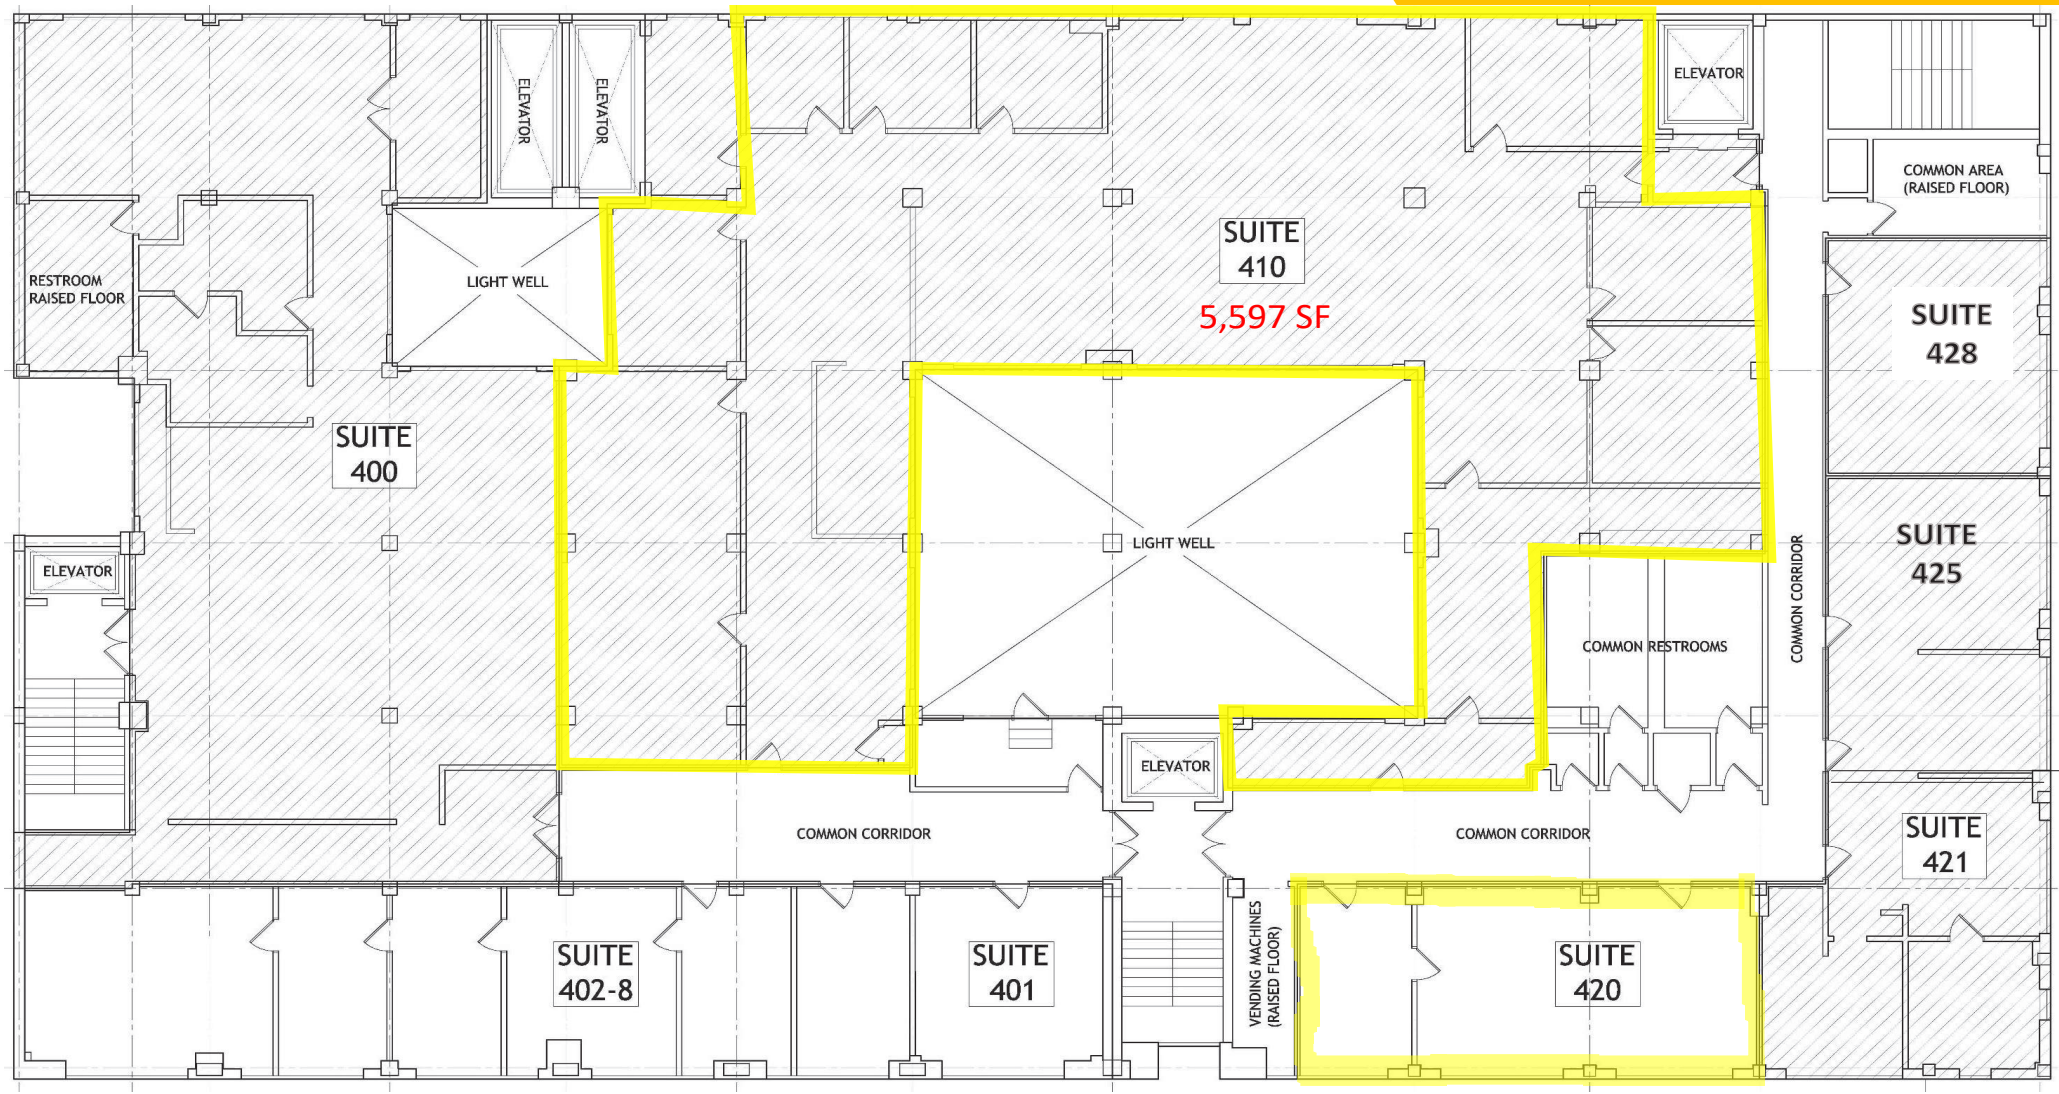 ELEVATOR
ELEVATOR
ELEVATOR
COMMON AREA
(RAISED FLOOR)
RESTROOM
RAISED FLOOR
LIGHT WELL
SUITE
410
5,597 SF
SUITE
428
SUITE
400
LIGHT WELL
SUITE
425
ELEVATOR
COMMON CORRIDOR
COMMON RESTROOMS
ELEVATOR
COMMON CORRIDOR
COMMON CORRIDOR
SUITE
421
SUITE
402-8
SUITE
401
VENDING MACHINES
(RAISED FLOOR)
SUITE
420